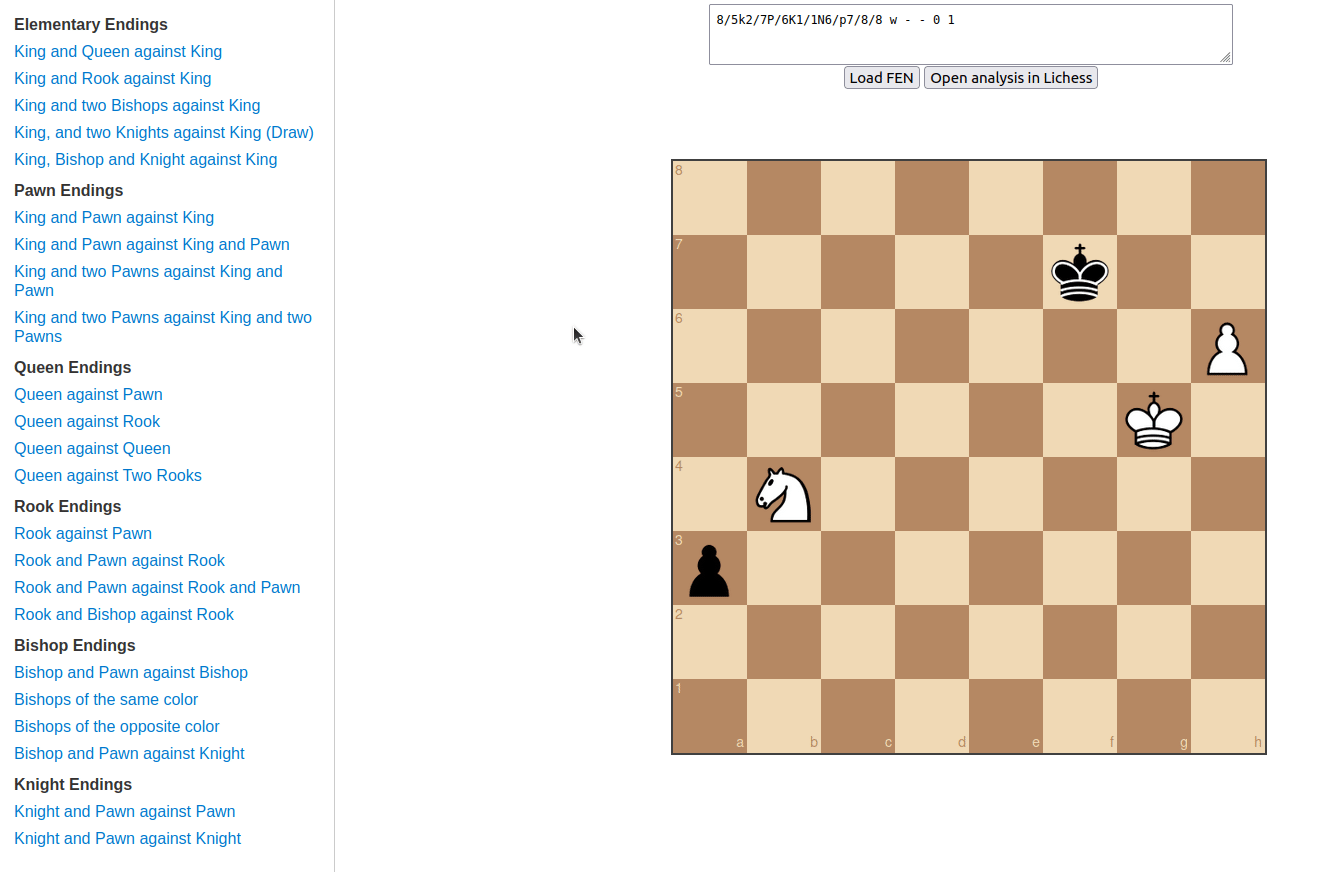 Elementary Endings
King and Queen against King
King and Rook against King
King and two Bishops against King
King, and two Knights against King (Draw)
King, Bishop and Knight against King
Pawn Endings
King and Pawn against King
King and Pawn against King and Pawn
King and two Pawns against King and
Pawn
King and two Pawns against King and two
Pawns
Queen Endings
Queen against Pawn
Queen against Rook
Queen against Queen
Queen against Two Rooks
Rook Endings
Rook against Pawn
Rook and Pawn against Rook
Rook and Pawn against Rook and Pawn
Rook and Bishop against Rook
Bishop Endings
Bishop and Pawn against Bishop
Bishops of the same color
Bishops of the opposite color
Bishop and Pawn against Knight
Knight Endings
Knight and Pawn against Pawn
Knight and Pawn against Knight
8/5k2/7P/6K1/1N6/p7/8/8 w - - 0 1
Load FEN Open analysis in Lichess
8
7
6
5
4
3
2
1
a b c d e f g h